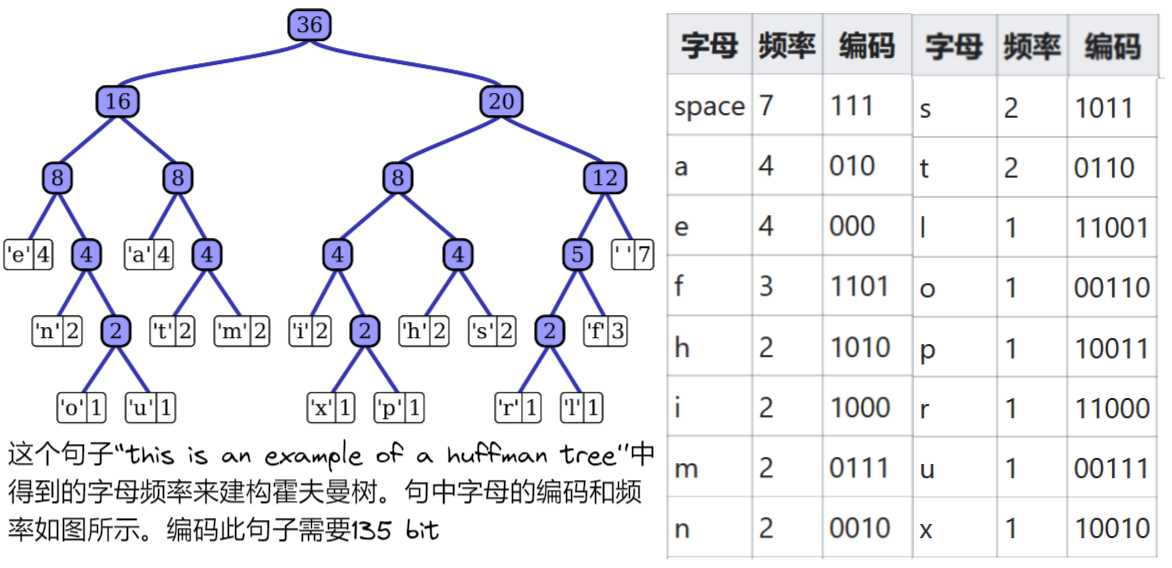 36
16 20
8 8 8 12
'e' 4 4 'a' 4 4 4 4 5 ' ' 7
'n' 2 2 't' 2 'm' 2 'i' 2 2 'h' 2 's' 2 2 'f' 3
'o' 1 'u' 1 'x' 1 'p' 1 'r' 1 'l' 1
这个句子“this is an example of a huffman tree”中
得到的字母频率来建构霍夫曼树。句中字母的编码和频
率如图所示。编码此句子需要135 bit
字母 频率 编码 字母 频率 编码
space 7 111 s 2 1011
a 4 010 t 2 0110
e 4 000 l 1 11001
f 3 1101 o 1 00110
h 2 1010 p 1 10011
i 2 1000 r 1 11000
m 2 0111 u 1 00111
n 2 0010 x 1 10010